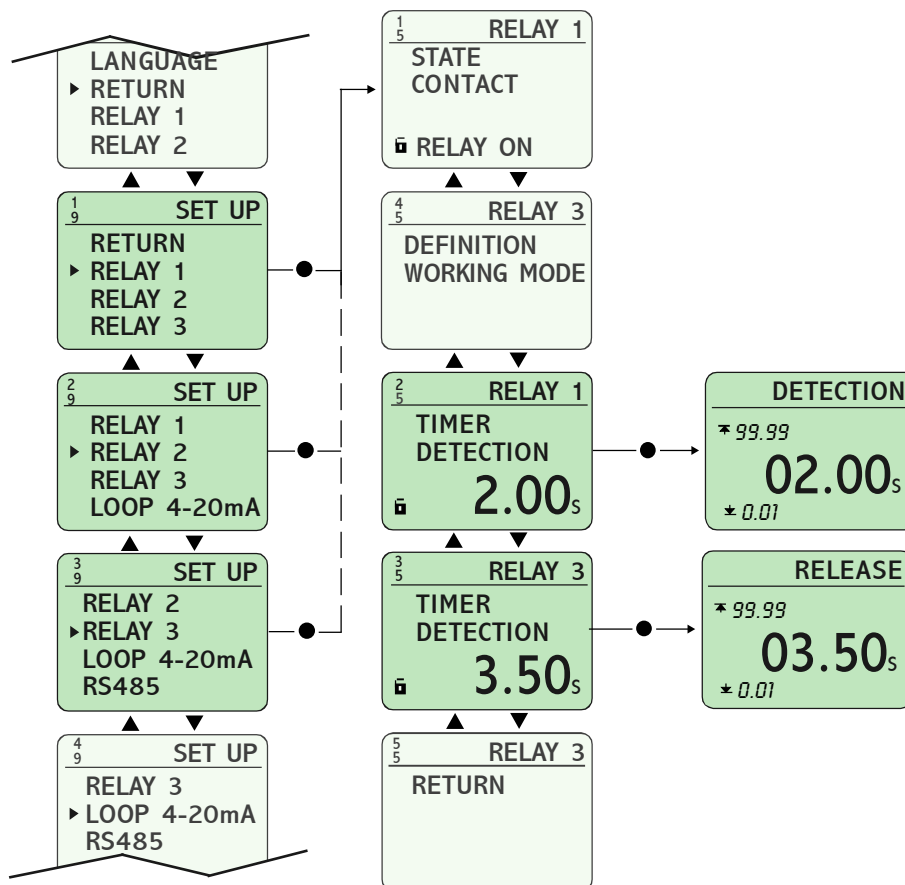 LANGUAGE
RETURN
RELAY 1
RELAY 2
1
9
SET UP
RETURN
RELAY 1
RELAY 2
RELAY 3
2
9
SET UP
RELAY 1
RELAY 2
RELAY 3
LOOP 4-20mA
3
9
SET UP
RELAY 2
RELAY 3
LOOP 4-20mA
RS485
4
9
SET UP
RELAY 3
LOOP 4-20mA
RS485
1
5
RELAY 1
STATE
CONTACT
RELAY ON
4
5
RELAY 3
DEFINITION
WORKING MODE
2
5
RELAY 1
TIMER
DETECTION
2.00s
3
5
RELAY 3
TIMER
DETECTION
3.50s
5
5
RELAY 3
RETURN
DETECTION
99.99
02.00s
0.01
RELEASE
99.99
03.50s
0.01